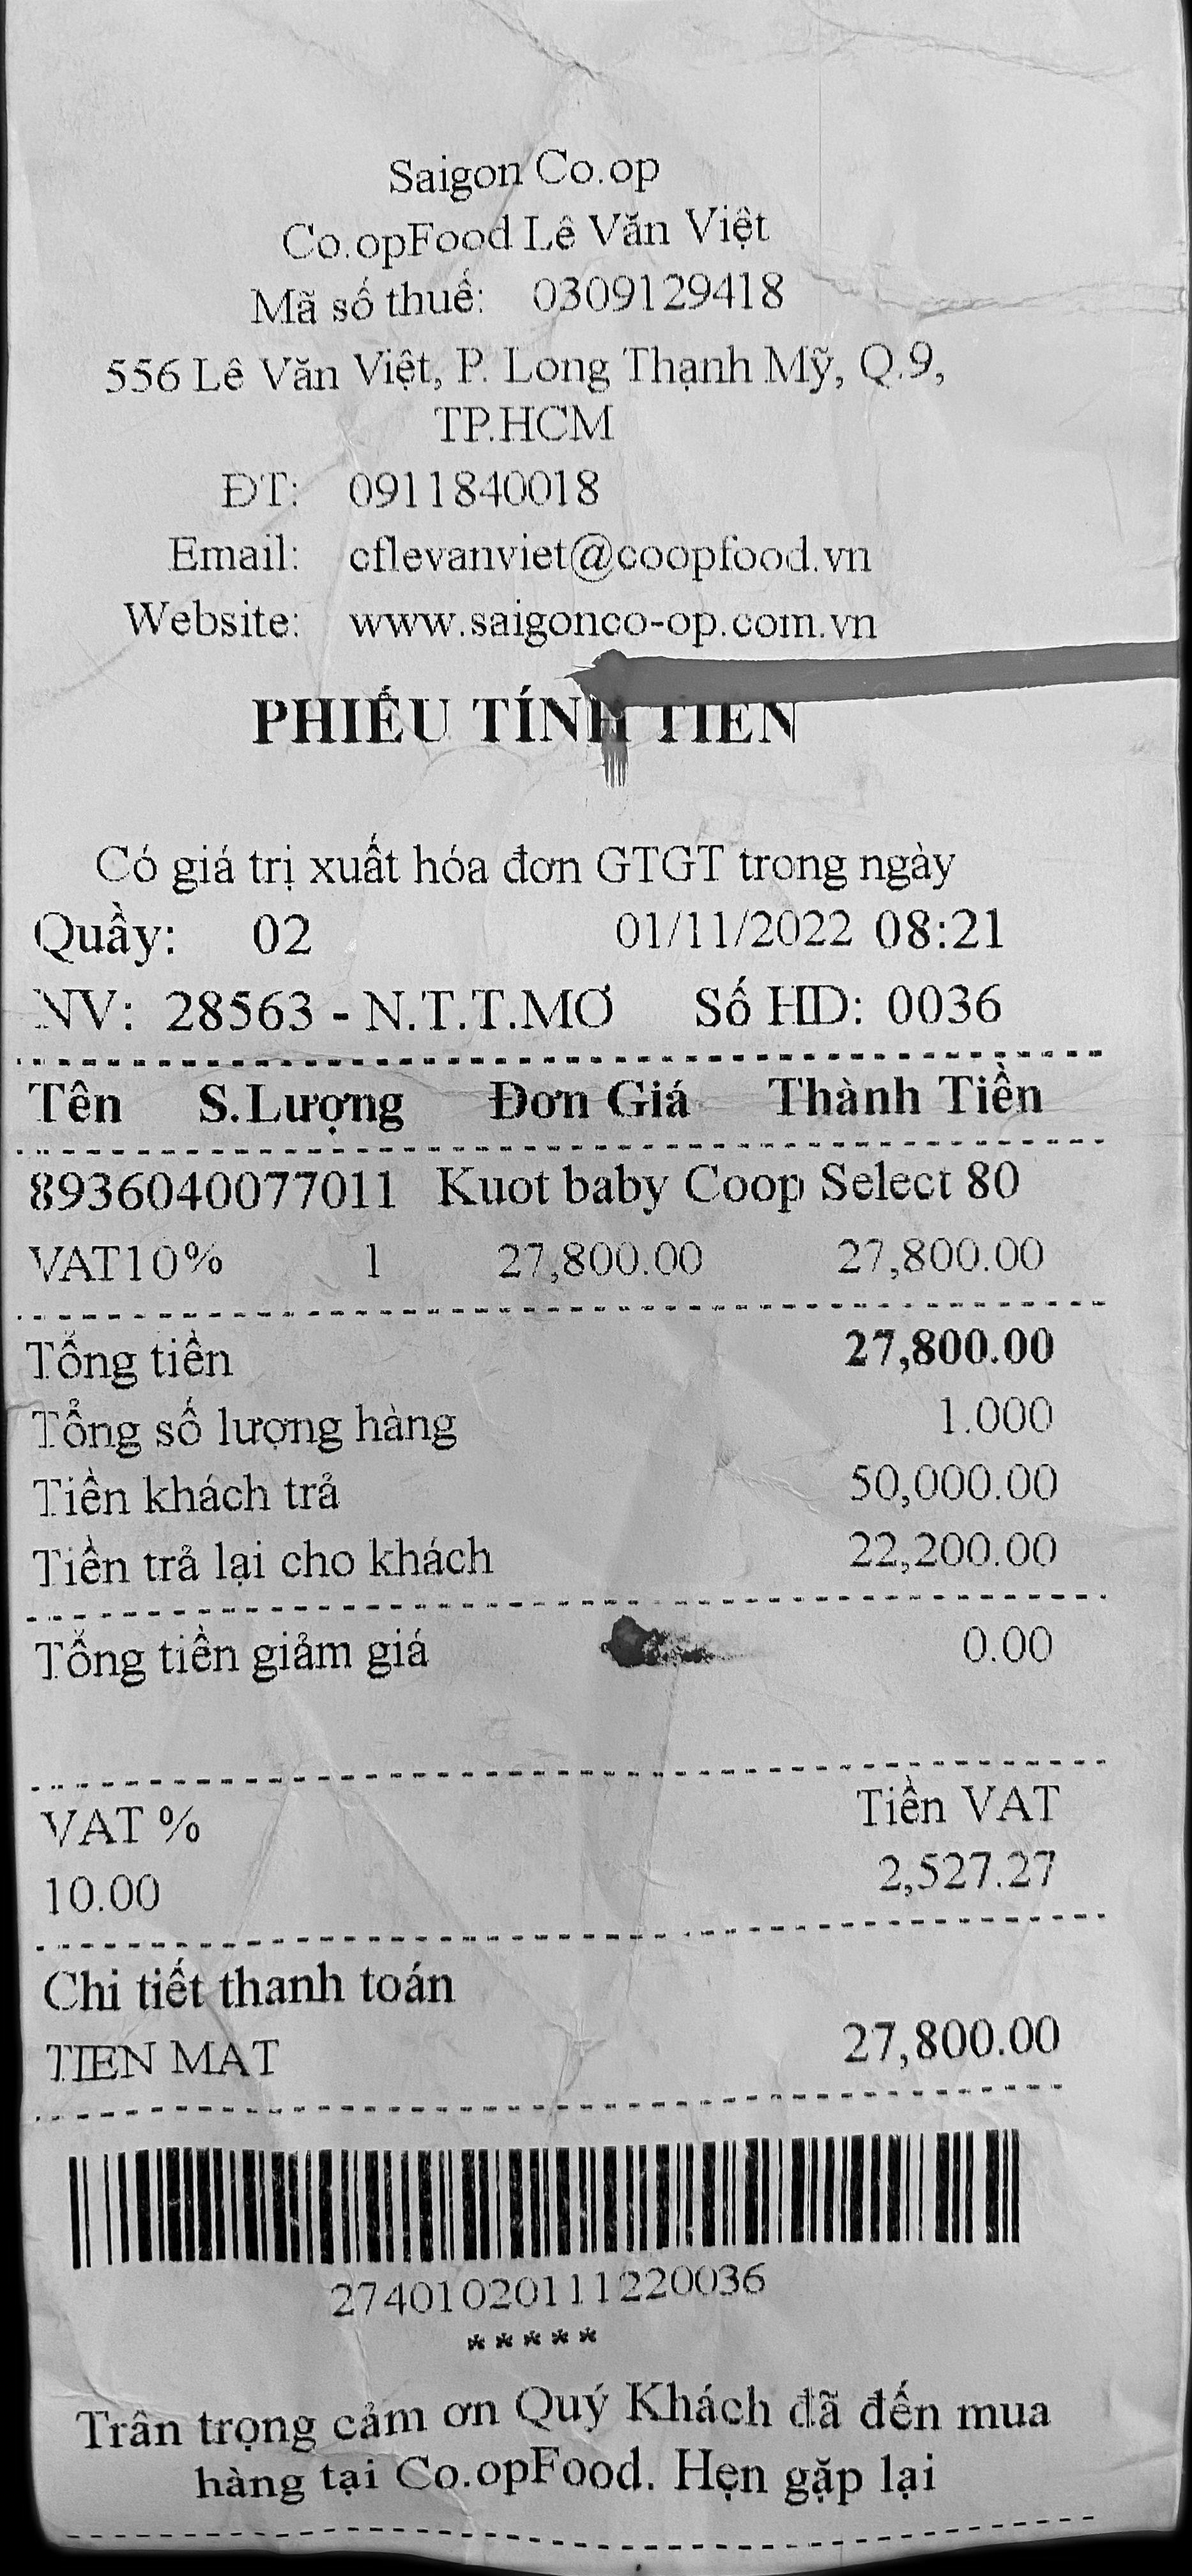 Saigon Co.op
Co.opFood Lê Văn Việt
Mã số thuế: 0309129418
556 Lê Văn Việt, P. Long Thạnh Mỹ, Q.9,
TP.HCM
ĐT: 0911840018
Email: cflevanviet@coopfood.vn
Website: www.saigonco-op.com.vn
PHIẾU TÍNH TIỀN
Có giá trị xuất hóa đơn GTGT trong ngày
Quầy: 02 01/11/2022 08:21
NV: 28563 - N.T.T.MƠ Số HD: 0036
Tên S.Lượng Đơn Giá Thành Tiền
8936040077011 Kuot baby Coop Select 80
VAT10% 1 27,800.00 27,800.00
Tổng tiền 27,800.00
Tổng số lượng hàng 1.000
Tiền khách trả 50,000.00
Tiền trả lại cho khách 22,200.00
Tổng tiền giảm giá 0.00
VAT % Tiền VAT
10.00 2,527.27
Chi tiết thanh toán
TIEN MAT 27,800.00
27401020111220036
*****
Trân trọng cảm ơn Quý Khách đã đến mua
hàng tại Co.opFood. Hẹn gặp lại